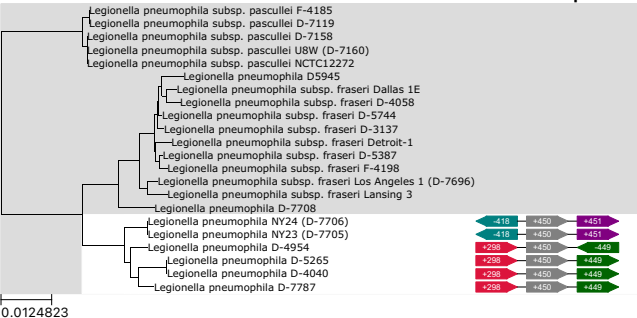 Legionella pneumophila subsp. pascullei F-4185
Legionella pneumophila subsp. pascullei D-7119
Legionella pneumophila subsp. pascullei D-7158
Legionella pneumophila subsp. pascullei U8W (D-7160)
Legionella pneumophila subsp. pascullei NCTC12272
Legionella pneumophila D5945
Legionella pneumophila subsp. fraseri Dallas 1E
Legionella pneumophila subsp. fraseri D-4058
Legionella pneumophila subsp. fraseri D-5744
Legionella pneumophila subsp. fraseri D-3137
Legionella pneumophila subsp. fraseri Detroit-1
Legionella pneumophila subsp. fraseri D-5387
Legionella pneumophila subsp. fraseri F-4198
Legionella pneumophila subsp. fraseri Los Angeles 1 (D-7696)
Legionella pneumophila subsp. fraseri Lansing 3
Legionella pneumophila D-7708
Legionella pneumophila NY24 (D-7706) -418 +450 +451
Legionella pneumophila NY23 (D-7705) -418 +450 +451
Legionella pneumophila D-4954 +298 +450 -449
Legionella pneumophila D-5265 +298 +450 +449
Legionella pneumophila D-4040 +298 +450 +449
Legionella pneumophila D-7787 +298 +450 +449
0.0124823